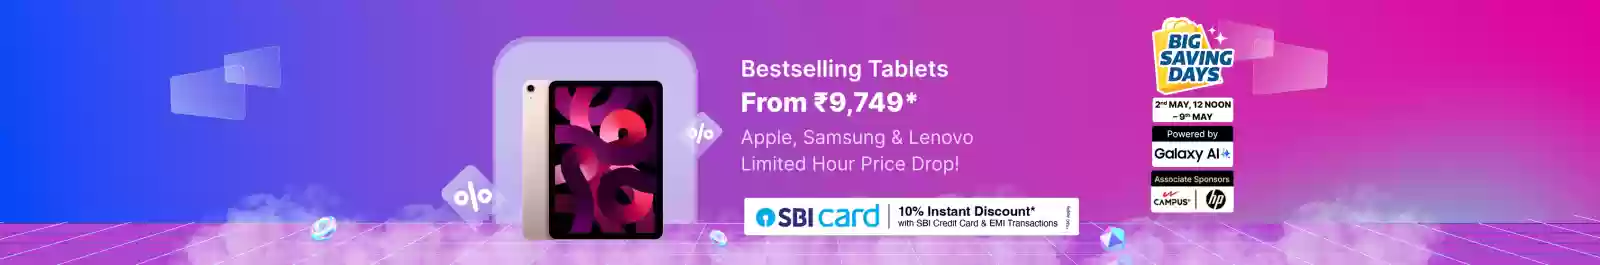 Bestselling Tablets
From ₹9,749*
Apple, Samsung & Lenovo
Limited Hour Price Drop!
SBI card
10% Instant Discount*
with SBI Credit Card & EMI Transactions
*T&C Apply
%
%
BIG
SAVING
DAYS
2nd MAY, 12 NOON
– 9th MAY
Powered by
Galaxy AI
Associate Sponsors
CAMPUS
hp